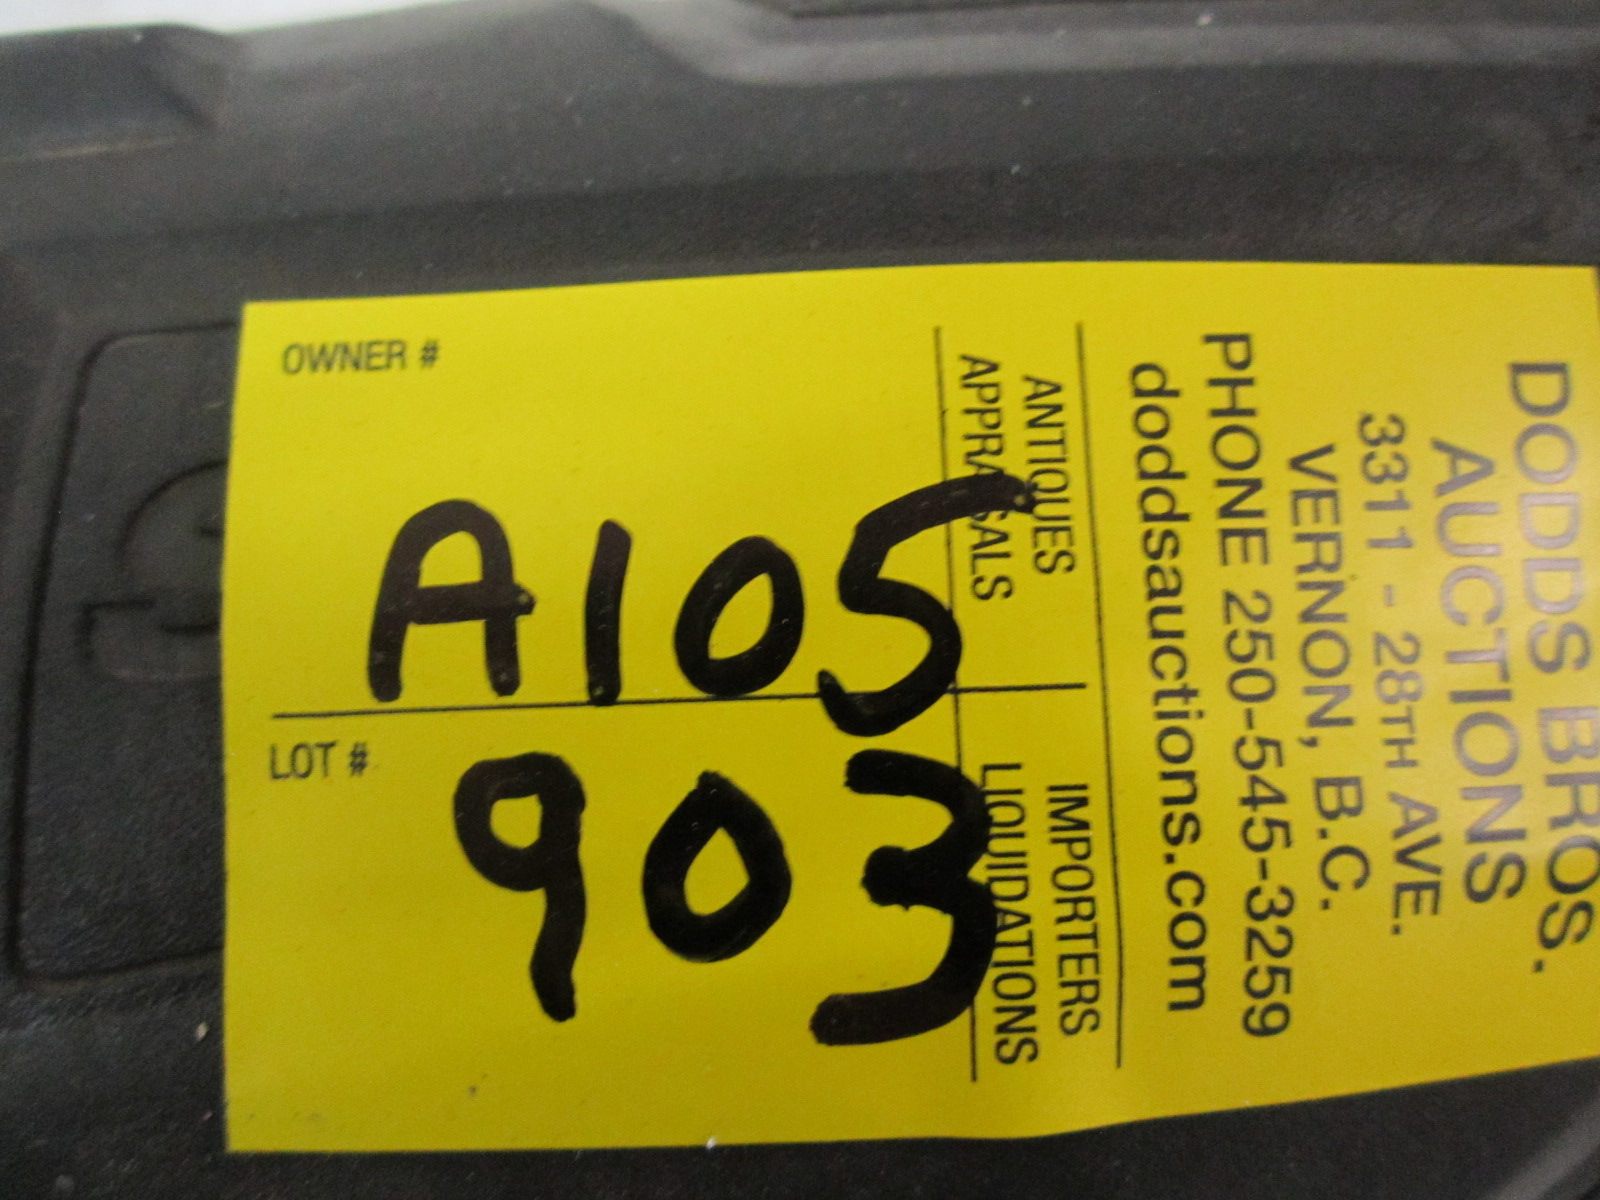 OWNER #
A105
LOT #
903
DODDS BROS.
AUCTIONS
3311 - 28TH AVE.
VERNON, B.C.
PHONE 250-545-3259
doddsauctions.com
ANTIQUES
APPRAISALS
IMPORTERS
LIQUIDATIONS